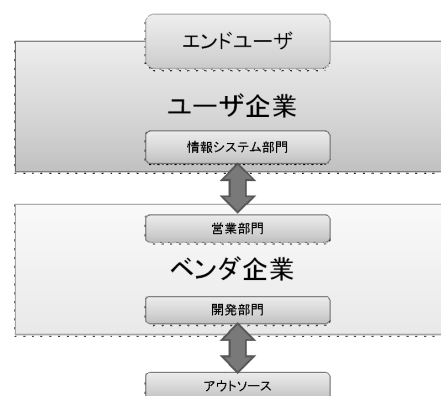 エンドユーザ
ユーザ企業
情報システム部門
営業部門
ベンダ企業
開発部門
アウトソース